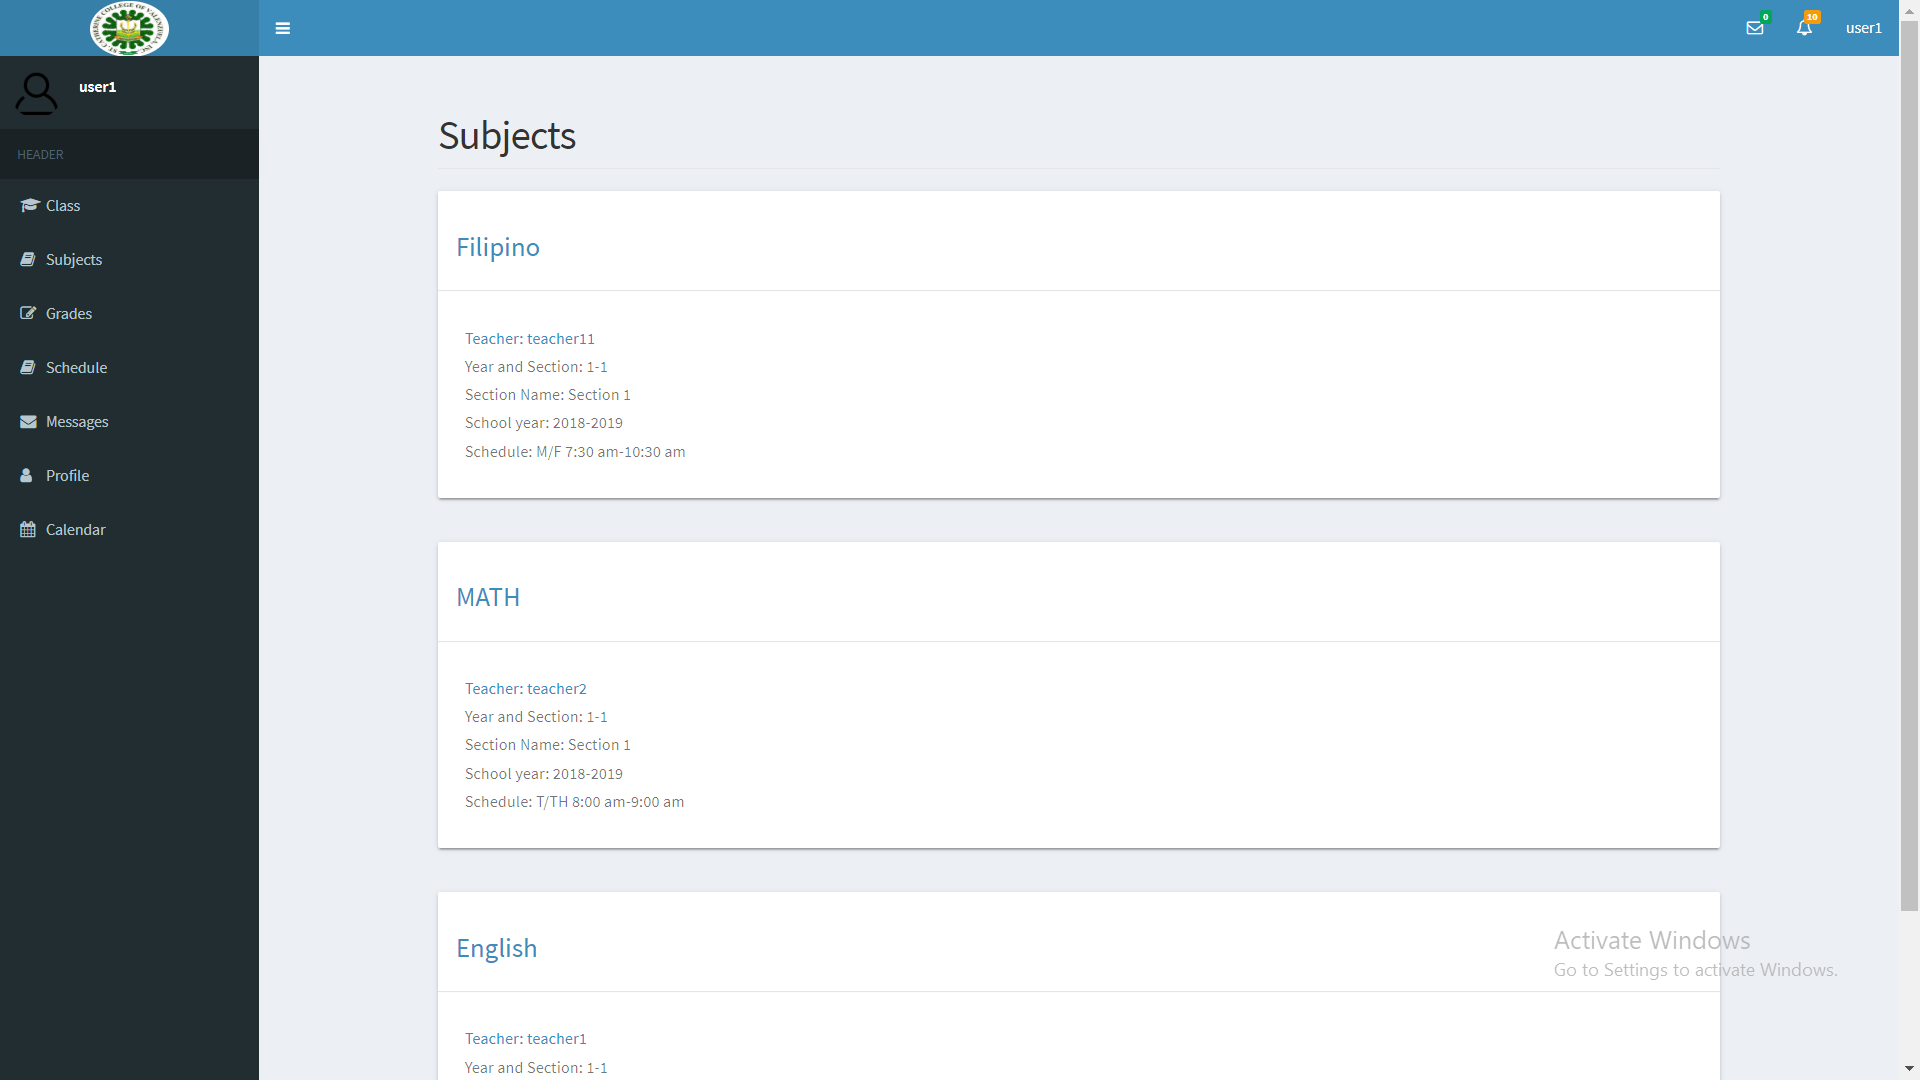 0
10
user1
user1
HEADER
Class
Subjects
Grades
Schedule
Messages
Profile
Calendar
Subjects
Filipino
Teacher: teacher11
Year and Section: 1-1
Section Name: Section 1
School year: 2018-2019
Schedule: M/F 7:30 am-10:30 am
MATH
Teacher: teacher2
Year and Section: 1-1
Section Name: Section 1
School year: 2018-2019
Schedule: T/TH 8:00 am-9:00 am
English
Teacher: teacher1
Year and Section: 1-1
Activate Windows
Go to Settings to activate Windows.